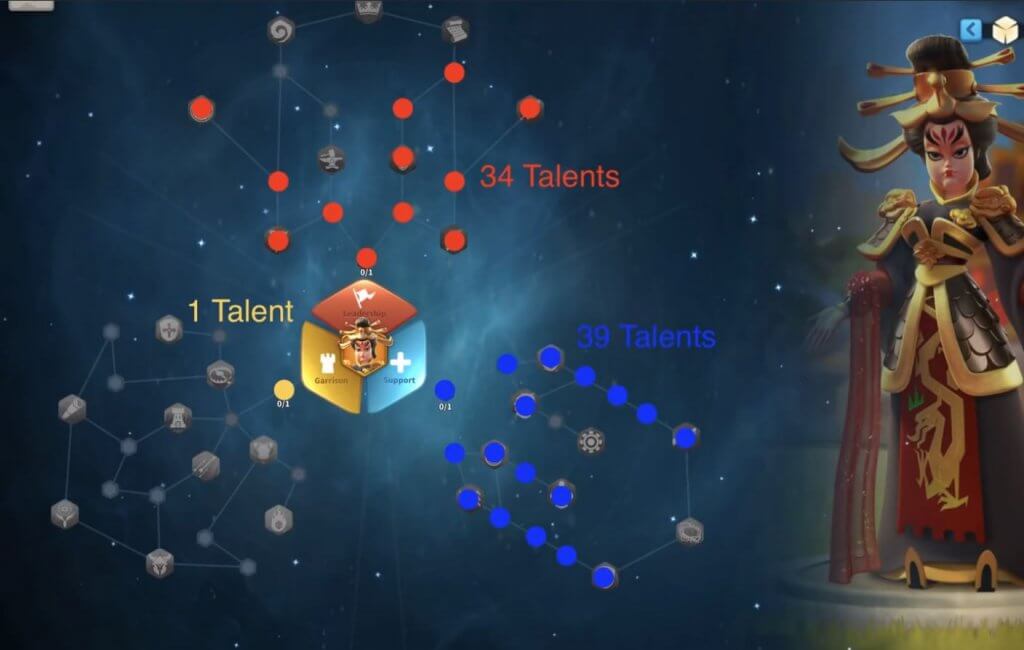 34 Talents
0/1
1 Talent
Leadership
39 Talents
Garrison
Support
0/1
0/1